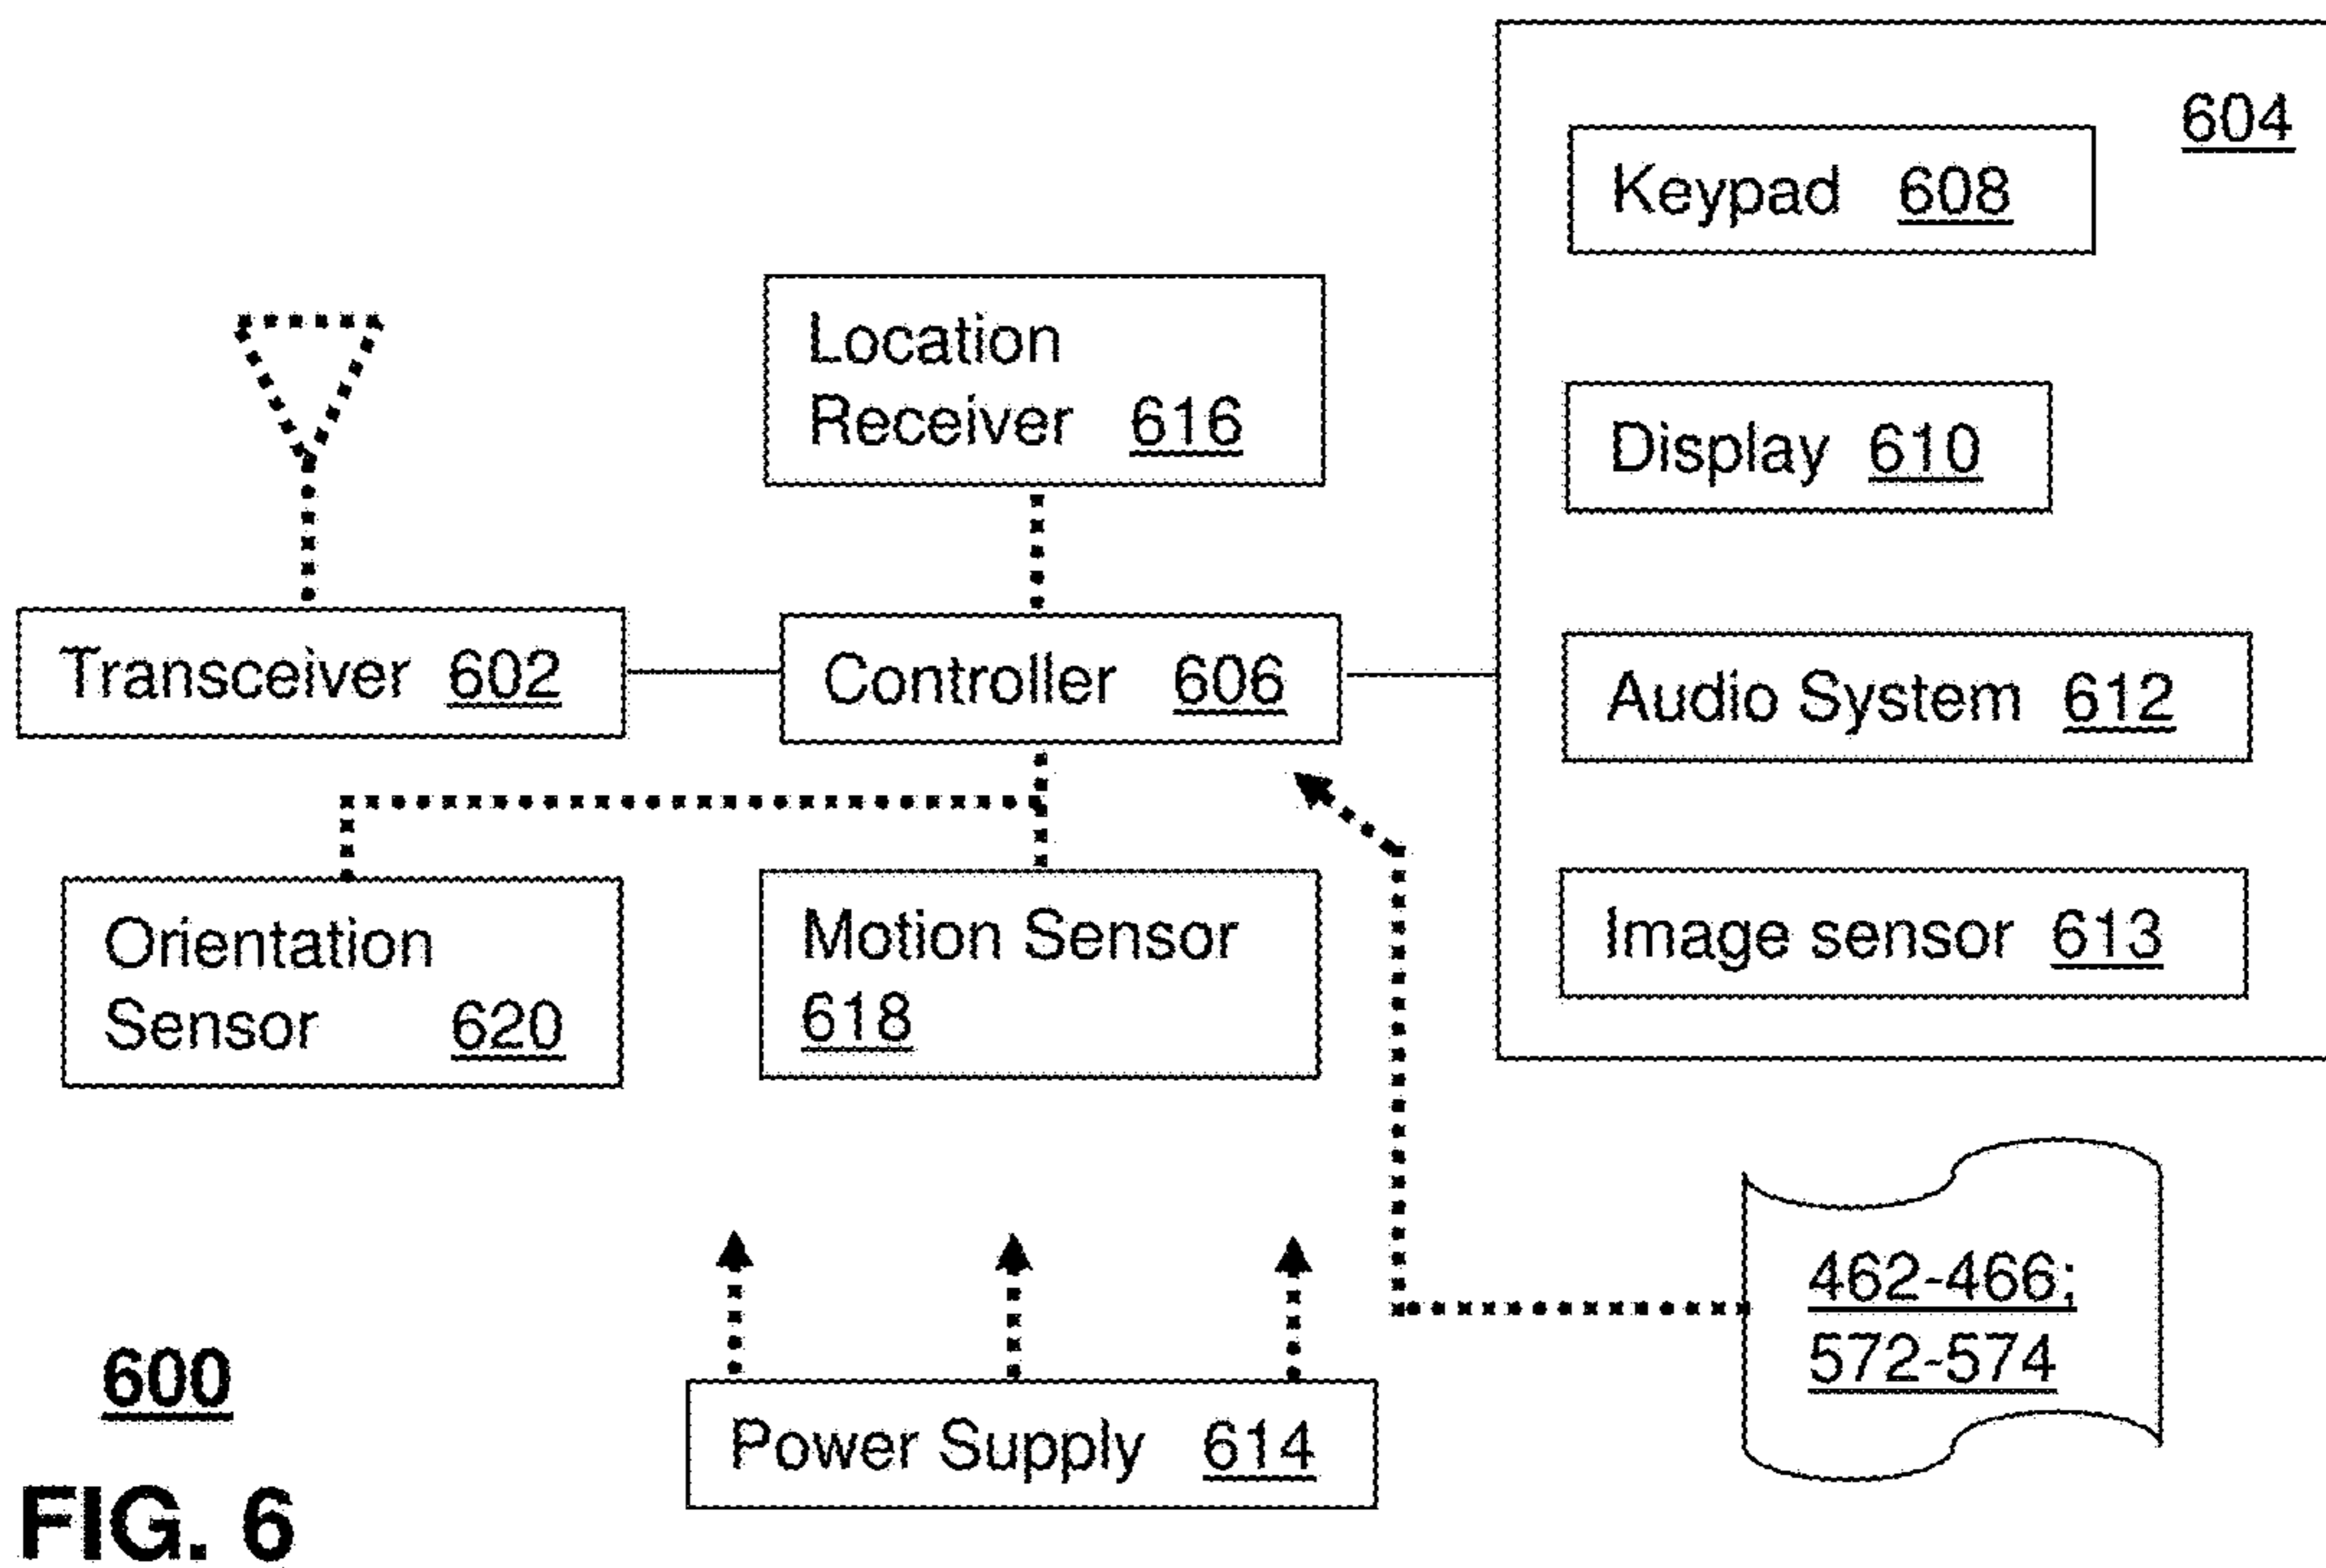 604
Keypad 608
Location
Receiver 616
Display 610
Transceiver 602
Controller 606
Audio System 612
Orientation
Sensor 620
Motion Sensor
618
Image sensor 613
462-466;
572-574
600
Power Supply 614
FIG. 6